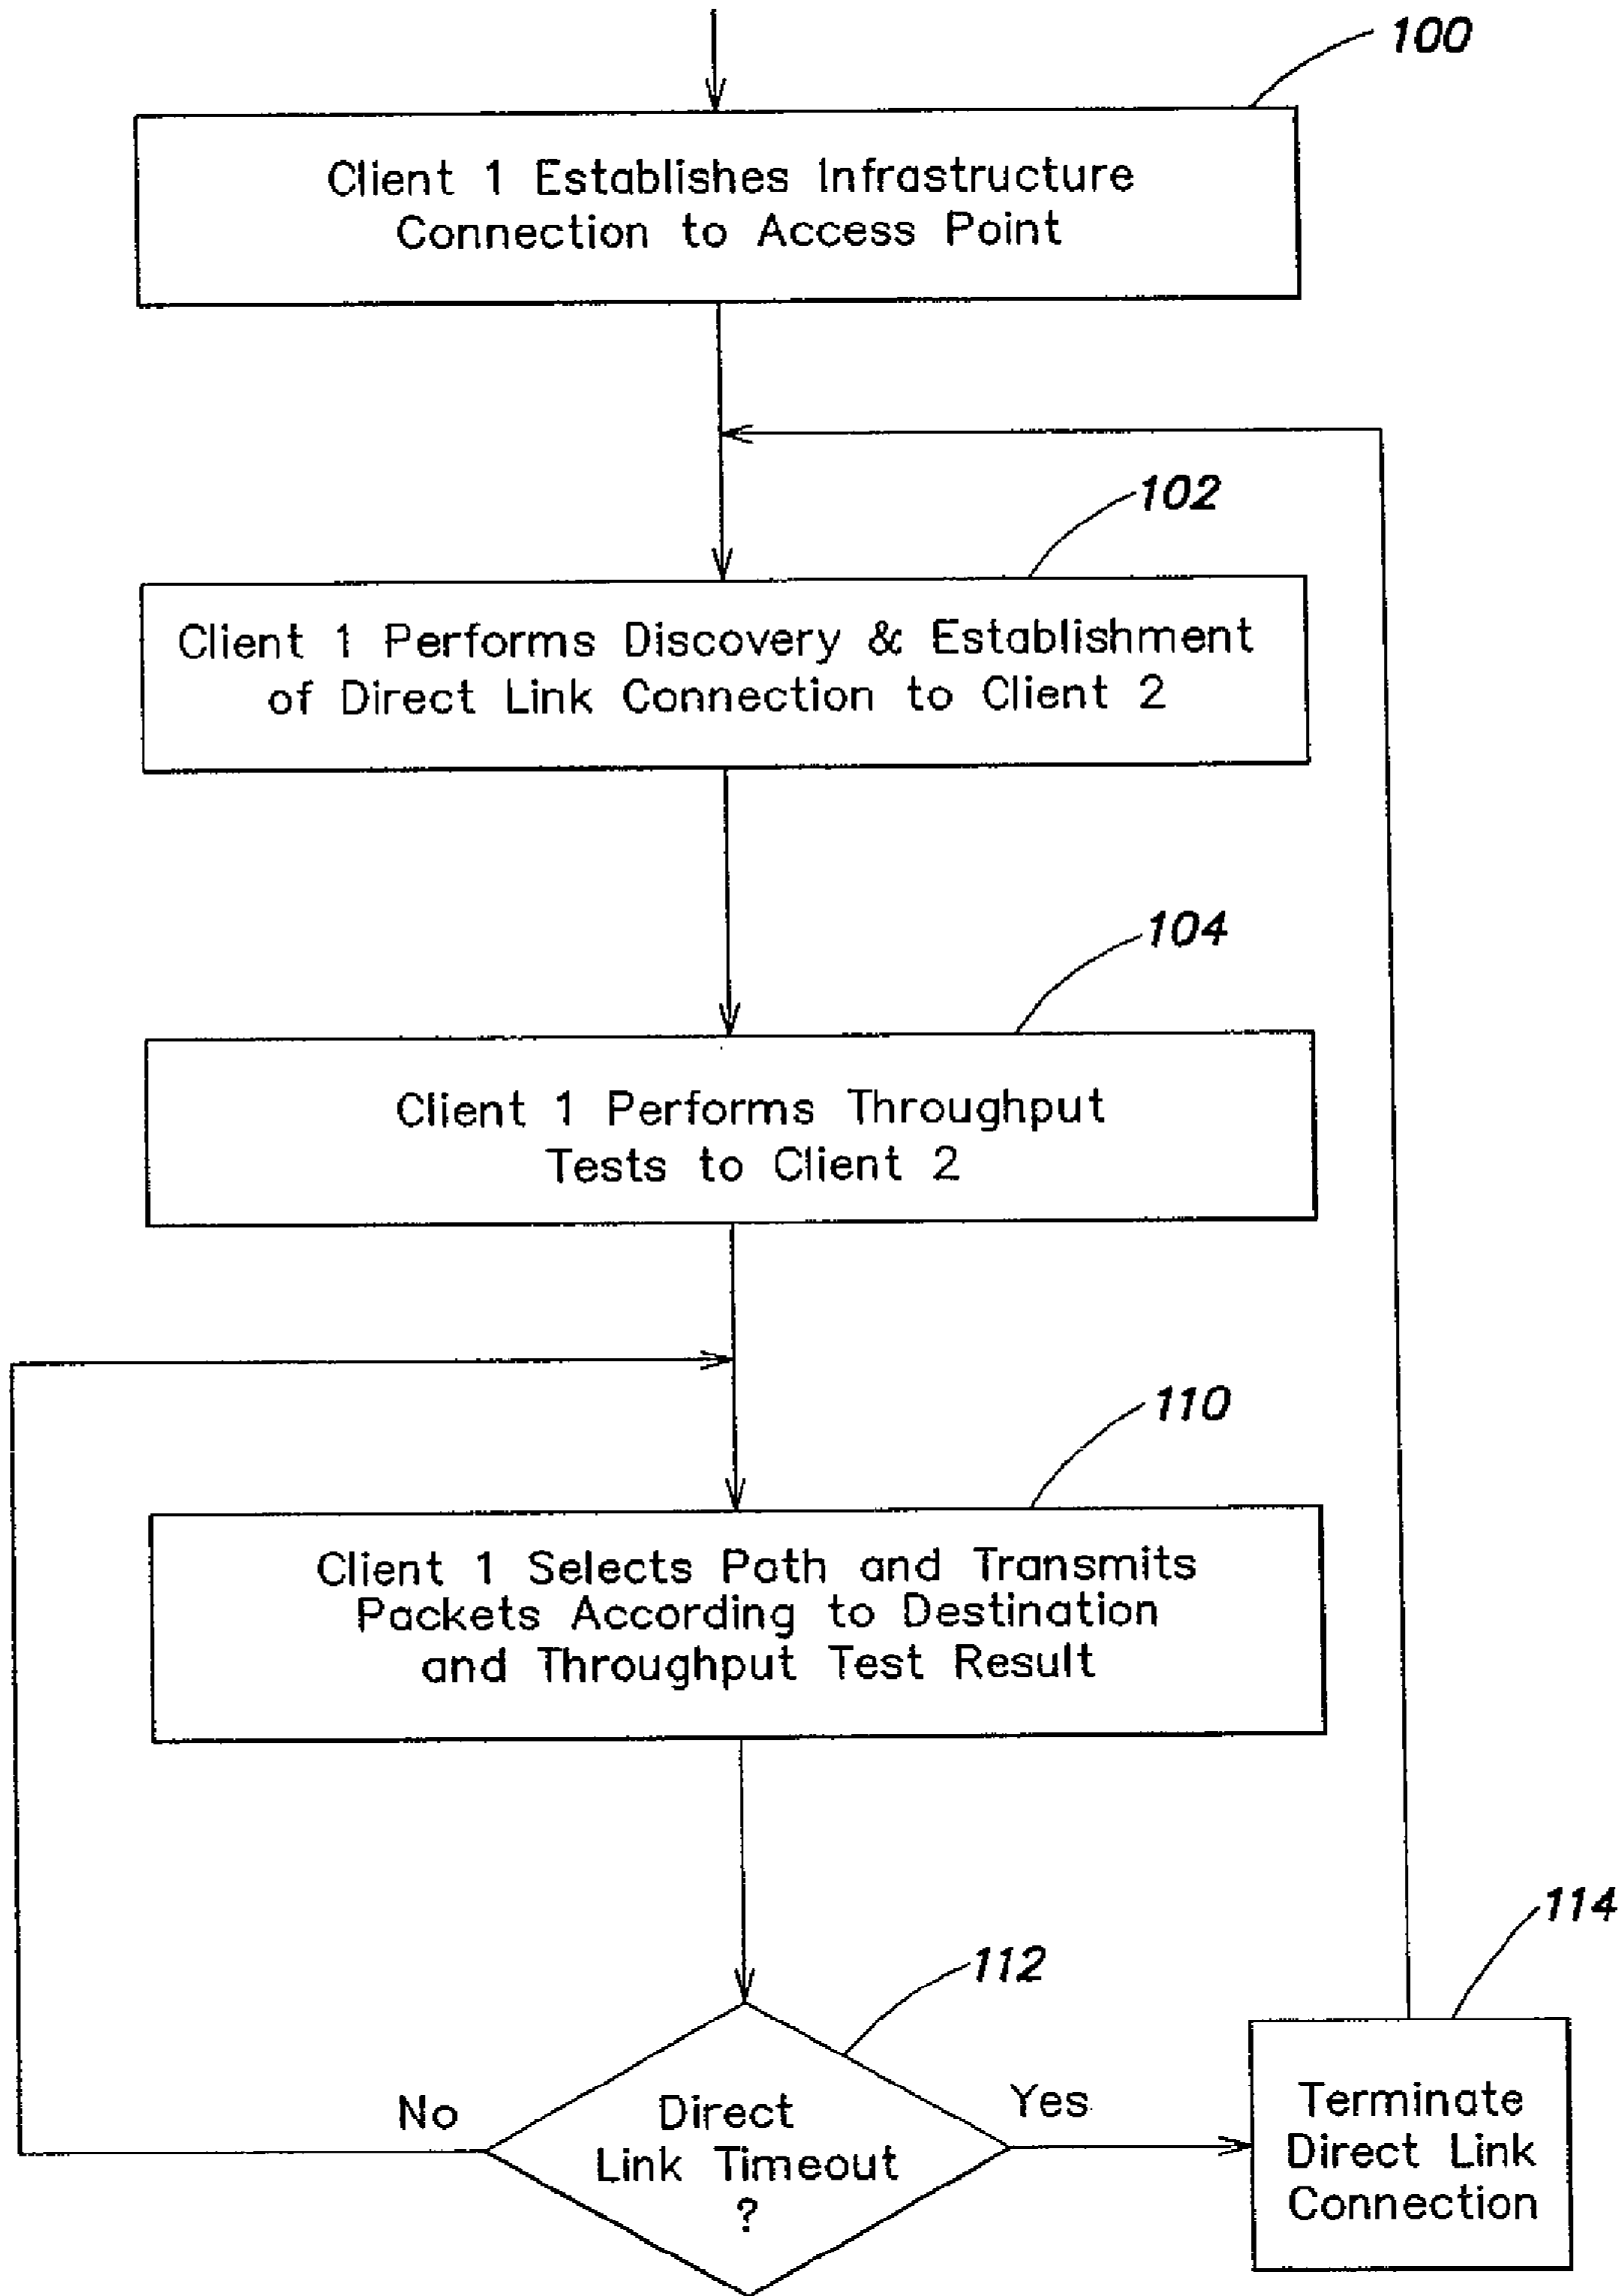 100
Client 1 Establishes Infrastructure
Connection to Access Point
102
Client 1 Performs Discovery & Establishment
of Direct Link Connection to Client 2
104
Client 1 Performs Throughput
Tests to Client 2
110
Client 1 Selects Path and Transmits
Packets According to Destination
and Throughput Test Result
112
114
No
Direct
Link Timeout
?
Yes
Terminate
Direct Link
Connection